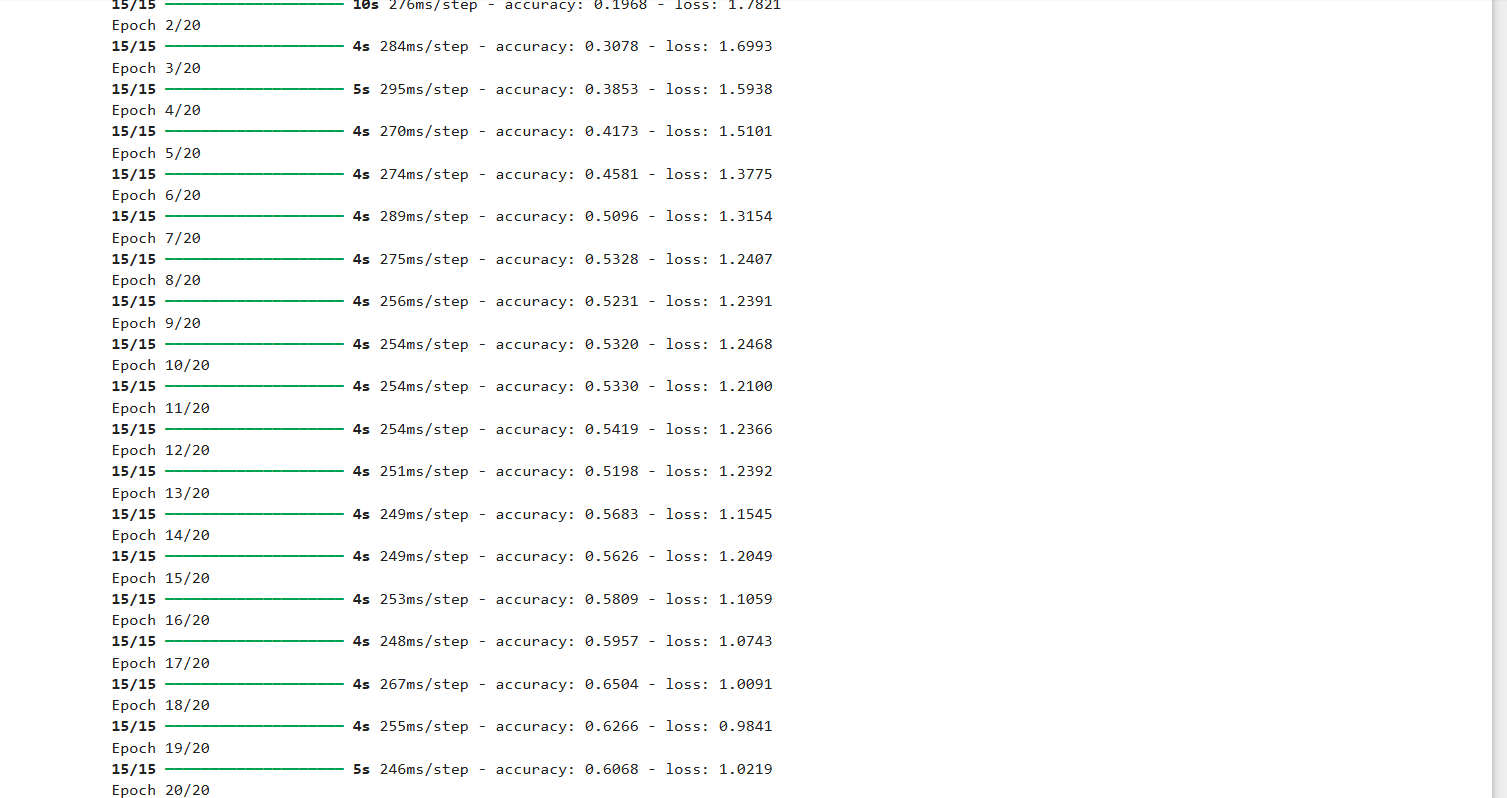 15/15 ━━━━━━━━━━━━━━━━━━━━ 10s 276ms/step - accuracy: 0.1968 - loss: 1.7821
Epoch 2/20
15/15 ━━━━━━━━━━━━━━━━━━━━ 4s 284ms/step - accuracy: 0.3078 - loss: 1.6993
Epoch 3/20
15/15 ━━━━━━━━━━━━━━━━━━━━ 5s 295ms/step - accuracy: 0.3853 - loss: 1.5938
Epoch 4/20
15/15 ━━━━━━━━━━━━━━━━━━━━ 4s 270ms/step - accuracy: 0.4173 - loss: 1.5101
Epoch 5/20
15/15 ━━━━━━━━━━━━━━━━━━━━ 4s 274ms/step - accuracy: 0.4581 - loss: 1.3775
Epoch 6/20
15/15 ━━━━━━━━━━━━━━━━━━━━ 4s 289ms/step - accuracy: 0.5096 - loss: 1.3154
Epoch 7/20
15/15 ━━━━━━━━━━━━━━━━━━━━ 4s 275ms/step - accuracy: 0.5328 - loss: 1.2407
Epoch 8/20
15/15 ━━━━━━━━━━━━━━━━━━━━ 4s 256ms/step - accuracy: 0.5231 - loss: 1.2391
Epoch 9/20
15/15 ━━━━━━━━━━━━━━━━━━━━ 4s 254ms/step - accuracy: 0.5320 - loss: 1.2468
Epoch 10/20
15/15 ━━━━━━━━━━━━━━━━━━━━ 4s 254ms/step - accuracy: 0.5330 - loss: 1.2100
Epoch 11/20
15/15 ━━━━━━━━━━━━━━━━━━━━ 4s 254ms/step - accuracy: 0.5419 - loss: 1.2366
Epoch 12/20
15/15 ━━━━━━━━━━━━━━━━━━━━ 4s 251ms/step - accuracy: 0.5198 - loss: 1.2392
Epoch 13/20
15/15 ━━━━━━━━━━━━━━━━━━━━ 4s 249ms/step - accuracy: 0.5683 - loss: 1.1545
Epoch 14/20
15/15 ━━━━━━━━━━━━━━━━━━━━ 4s 249ms/step - accuracy: 0.5626 - loss: 1.2049
Epoch 15/20
15/15 ━━━━━━━━━━━━━━━━━━━━ 4s 253ms/step - accuracy: 0.5809 - loss: 1.1059
Epoch 16/20
15/15 ━━━━━━━━━━━━━━━━━━━━ 4s 248ms/step - accuracy: 0.5957 - loss: 1.0743
Epoch 17/20
15/15 ━━━━━━━━━━━━━━━━━━━━ 4s 267ms/step - accuracy: 0.6504 - loss: 1.0091
Epoch 18/20
15/15 ━━━━━━━━━━━━━━━━━━━━ 4s 255ms/step - accuracy: 0.6266 - loss: 0.9841
Epoch 19/20
15/15 ━━━━━━━━━━━━━━━━━━━━ 5s 246ms/step - accuracy: 0.6068 - loss: 1.0219
Epoch 20/20